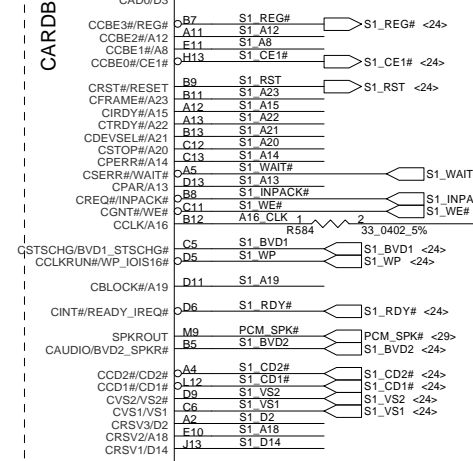 CARDB
CAD0/D3
CCBE3#/REG# B7 S1_REG# S1_REG# <24>
CCBE2#/A12 A11 S1_A12
CCBE1#/A8 E11 S1_A8
CCBE0#/CE1# H13 S1_CE1# S1_CE1# <24>
CRST#/RESET B9 S1_RST S1_RST <24>
CFRAME#/A23 B11 S1_A23
CIRDY#/A15 A12 S1_A15
CTRDY#/A22 A13 S1_A22
CDEVSEL#/A21 B13 S1_A21
CSTOP#/A20 C12 S1_A20
CPERR#/A14 C13 S1_A14
CSERR#/WAIT# A5 S1_WAIT# S1_WAIT
CPAR/A13 D13 S1_A13
CREQ#/INPACK# B8 S1_INPACK# S1_INPA
CGNT#/WE# C11 S1_WE# S1_WE#
CCLK/A16 B12 A16_CLK 1 2
R584 33_0402_5%
CSTSCHG/BVD1_STSCHG# C5 S1_BVD1 S1_BVD1 <24>
CCLKRUN#/WP_IOIS16# D5 S1_WP S1_WP <24>
CBLOCK#/A19 D11 S1_A19
CINT#/READY_IREQ# D6 S1_RDY# S1_RDY# <24>
SPKROUT M9 PCM_SPK# PCM_SPK# <29>
CAUDIO/BVD2_SPKR# B5 S1_BVD2 S1_BVD2 <24>
CCD2#/CD2# A4 S1_CD2# S1_CD2# <24>
CCD1#/CD1# L12 S1_CD1# S1_CD1# <24>
CVS2/VS2# D9 S1_VS2 S1_VS2 <24>
CVS1/VS1 C6 S1_VS1 S1_VS1 <24>
CRSV3/D2 A2 S1_D2
CRSV2/A18 E10 S1_A18
CRSV1/D14 J13 S1_D14